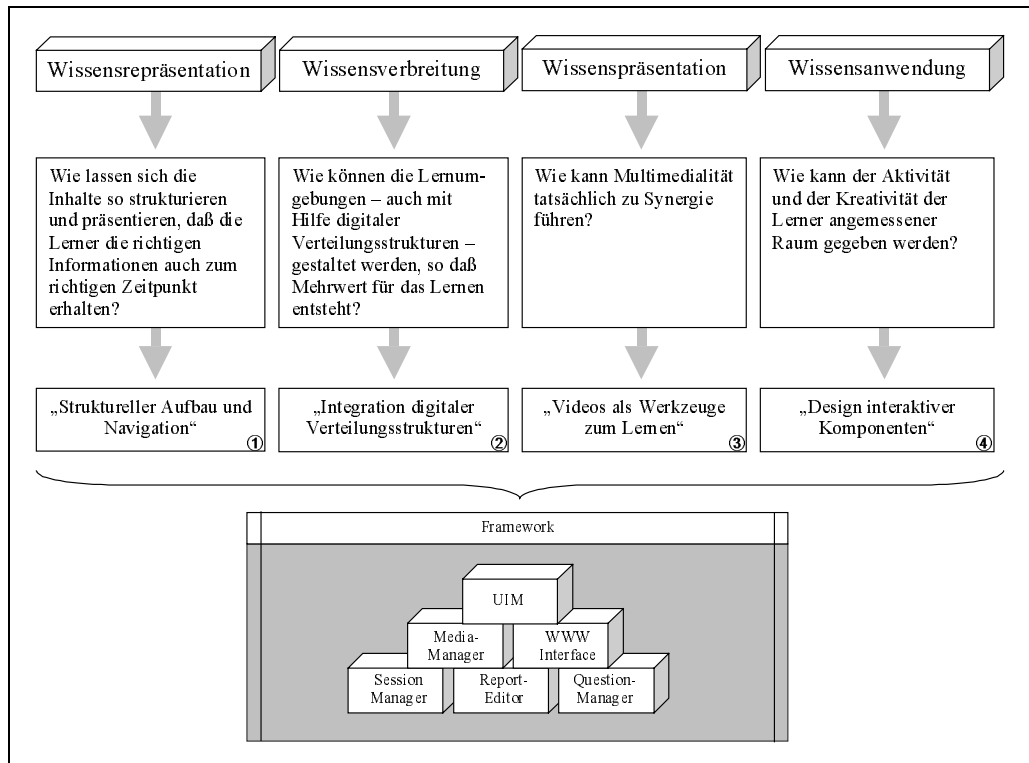 Wissensrepräsentation
Wissensverbreitung
Wissenspräsentation
Wissensanwendung
Wie lassen sich die
Inhalte so strukturieren
und präsentieren, daß die
Lerner die richtigen
Informationen auch zum
richtigen Zeitpunkt
erhalten?
Wie können die Lernum-
gebungen – auch mit
Hilfe digitaler
Verteilungsstrukturen –
gestaltet werden, so daß
Mehrwert für das Lernen
entsteht?
Wie kann Multimedialität
tatsächlich zu Synergie
führen?
Wie kann der Aktivität
und der Kreativität der
Lerner angemessener
Raum gegeben werden?
„Struktureller Aufbau und
Navigation“
①
„Integration digitaler
Verteilungsstrukturen“
②
„Videos als Werkzeuge
zum Lernen“
③
„Design interaktiver
Komponenten“
④
Framework
UIM
Media-
Manager
WWW
Interface
Session
Manager
Report-
Editor
Question-
Manager